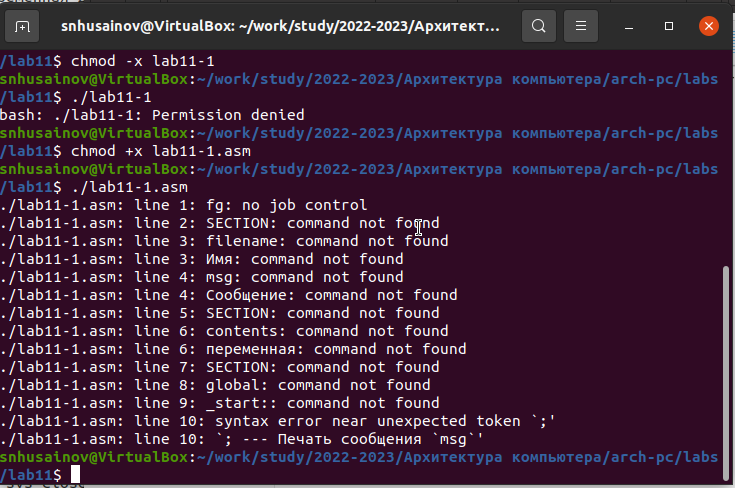 snhusainov@VirtualBox: ~/work/study/2022-2023/Архитект...
/lab11$ chmod -x lab11-1
snhusainov@VirtualBox:~/work/study/2022-2023/Архитектура компьютера/arch-pc/labs
/lab11$ ./lab11-1
bash: ./lab11-1: Permission denied
snhusainov@VirtualBox:~/work/study/2022-2023/Архитектура компьютера/arch-pc/labs
/lab11$ chmod +x lab11-1.asm
snhusainov@VirtualBox:~/work/study/2022-2023/Архитектура компьютера/arch-pc/labs
/lab11$ ./lab11-1.asm
./lab11-1.asm: line 1: fg: no job control
./lab11-1.asm: line 2: SECTION: command not found
./lab11-1.asm: line 3: filename: command not found
./lab11-1.asm: line 3: Имя: command not found
./lab11-1.asm: line 4: msg: command not found
./lab11-1.asm: line 4: Сообщение: command not found
./lab11-1.asm: line 5: SECTION: command not found
./lab11-1.asm: line 6: contents: command not found
./lab11-1.asm: line 6: переменная: command not found
./lab11-1.asm: line 7: SECTION: command not found
./lab11-1.asm: line 8: global: command not found
./lab11-1.asm: line 9: _start:: command not found
./lab11-1.asm: line 10: syntax error near unexpected token `;'
./lab11-1.asm: line 10: `; --- Печать сообщения `msg`'
snhusainov@VirtualBox:~/work/study/2022-2023/Архитектура компьютера/arch-pc/labs
/lab11$